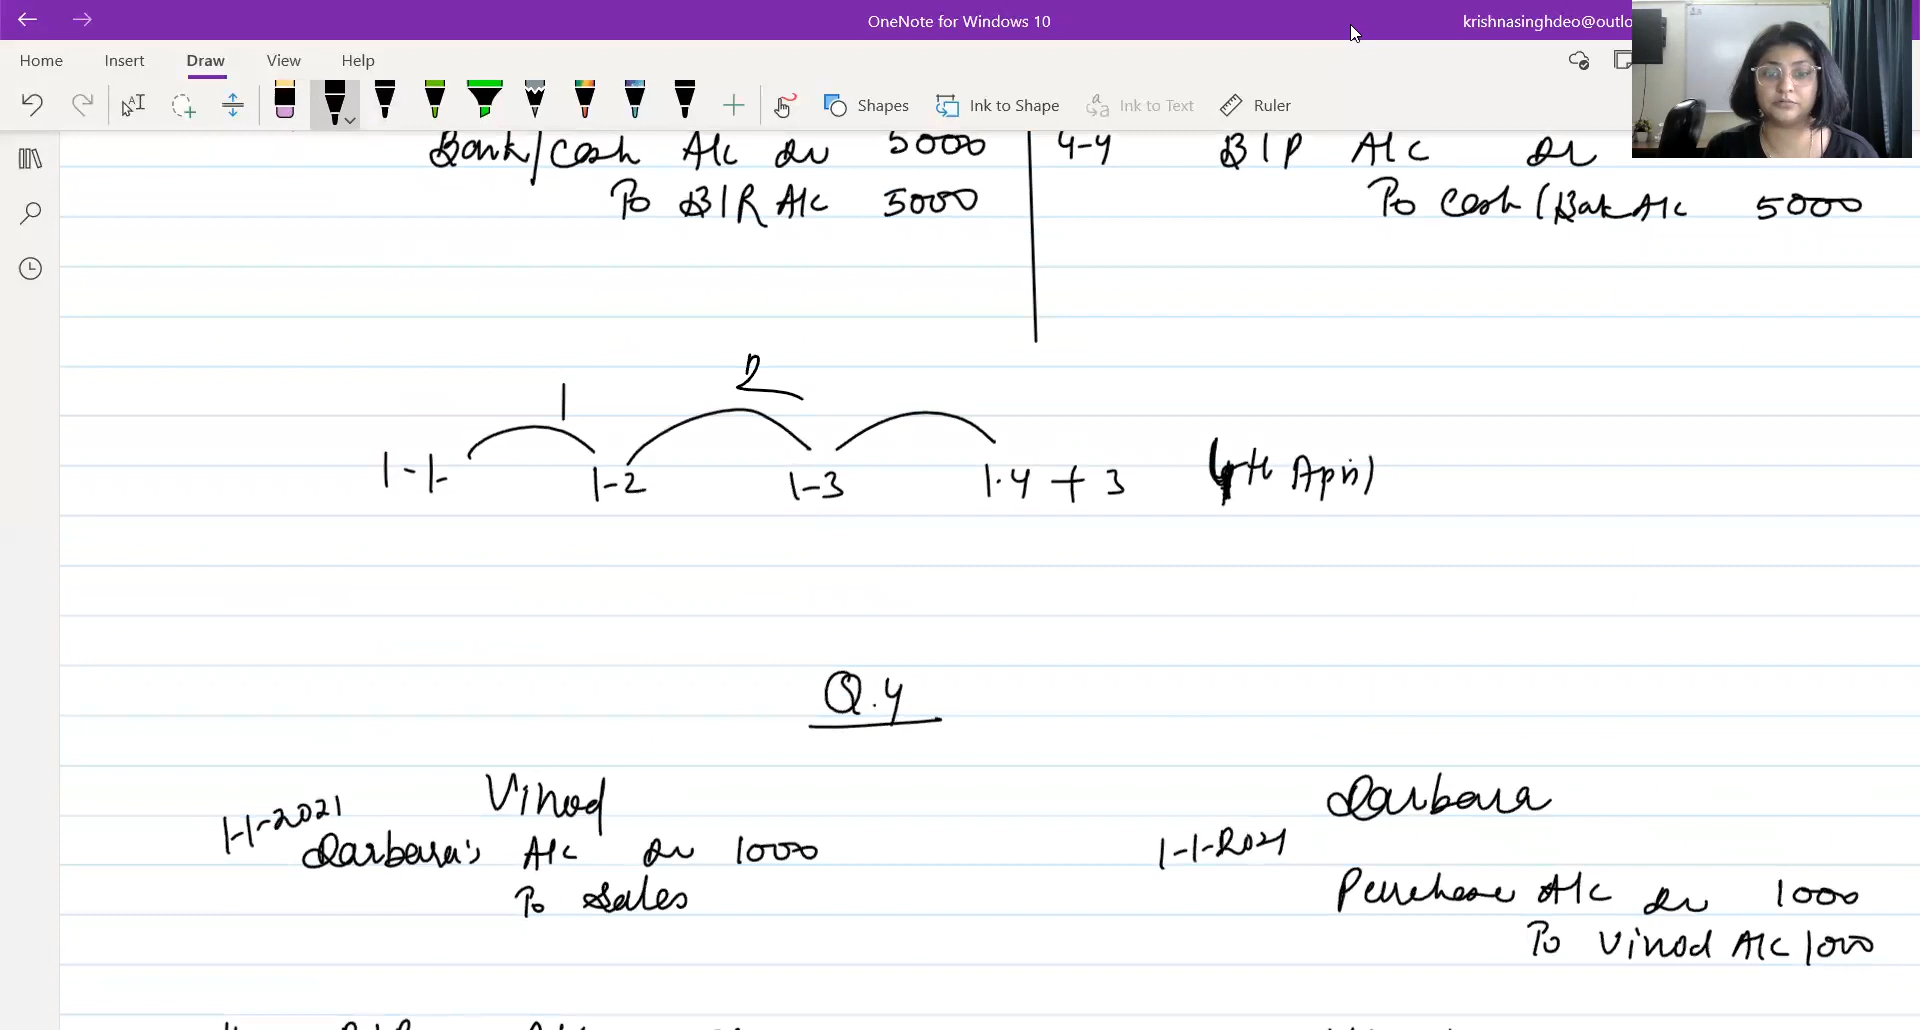 OneNote for Windows 10
krishnasinghdeo@outlo
Home Insert Draw View Help
Shapes Ink to Shape Ink to Text Ruler
Bank/Cash A/c Dr 5000
To B/R A/c 5000
4-4 B/P A/c Dr
To Cash/Bank A/c 5000
1 2
1-1- 1-2 1-3 1.4 + 3 (4th April)
Q.4
Vinod
1-1-2021
Darbara's A/c Dr 1000
To Sales
Darbara
1-1-2021
Purchase A/c Dr 1000
To Vinod A/c 1000